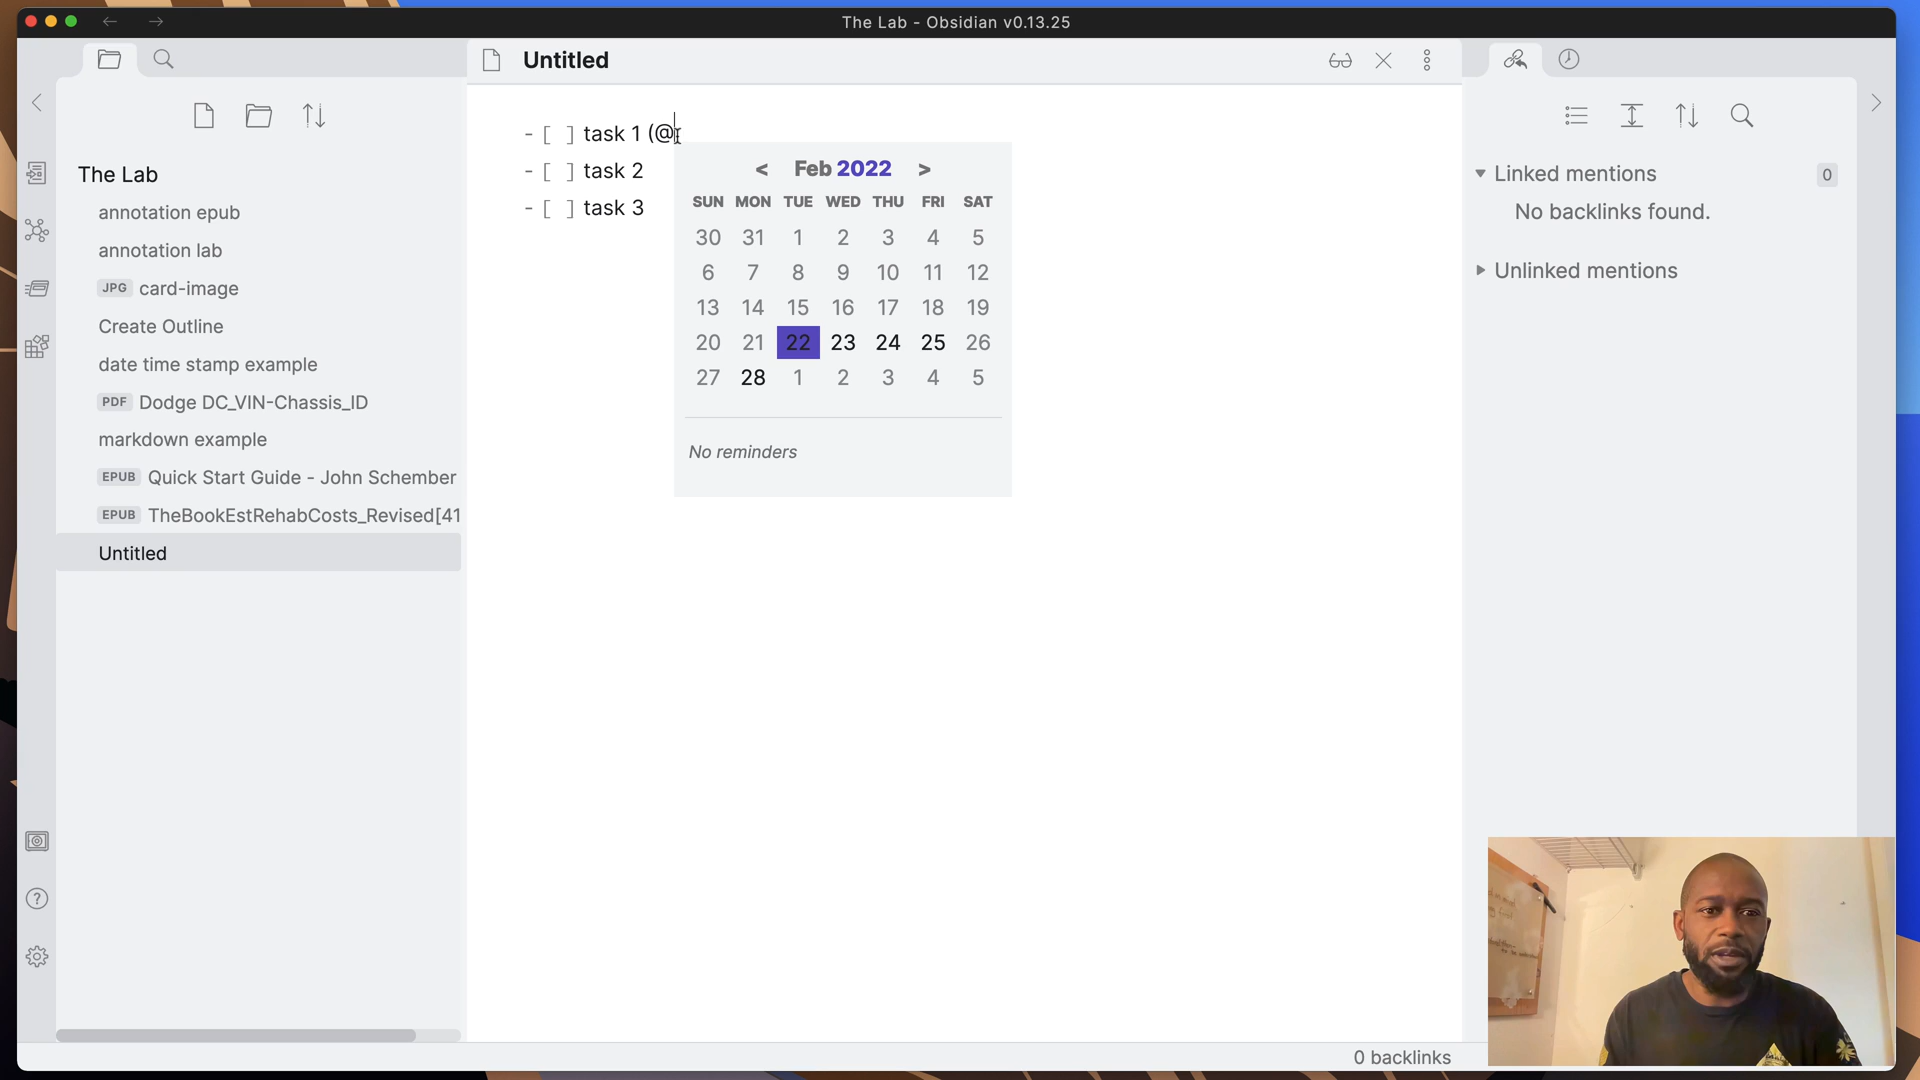 The Lab - Obsidian v0.13.25
Untitled
The Lab
annotation epub
annotation lab
JPG card-image
Create Outline
date time stamp example
PDF Dodge DC_VIN-Chassis_ID
markdown example
EPUB Quick Start Guide - John Schember
EPUB TheBookEstRehabCosts_Revised[41
Untitled
- [ ] task 1 (@
- [ ] task 2
- [ ] task 3
< Feb 2022 >
SUN MON TUE WED THU FRI SAT
30 31 1 2 3 4 5
6 7 8 9 10 11 12
13 14 15 16 17 18 19
20 21 22 23 24 25 26
27 28 1 2 3 4 5
No reminders
Linked mentions 0
No backlinks found.
Unlinked mentions
0 backlinks